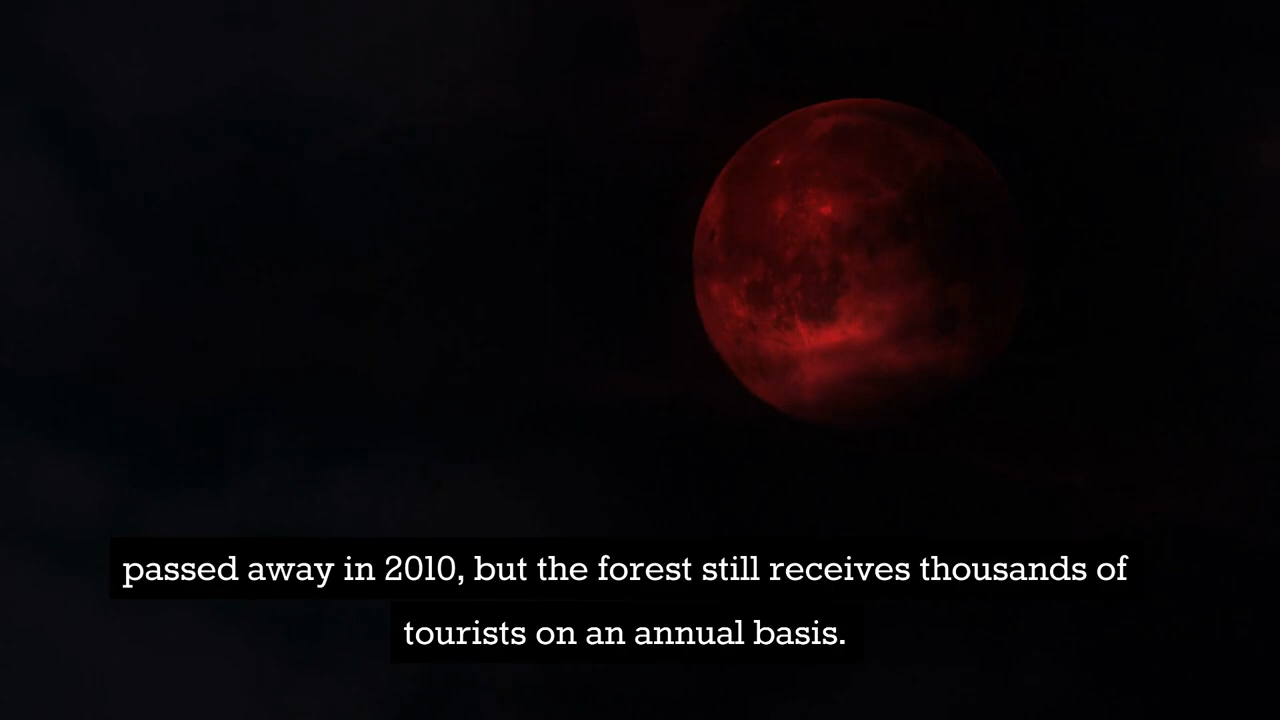 passed away in 2010, but the forest still receives thousands of
tourists on an annual basis.